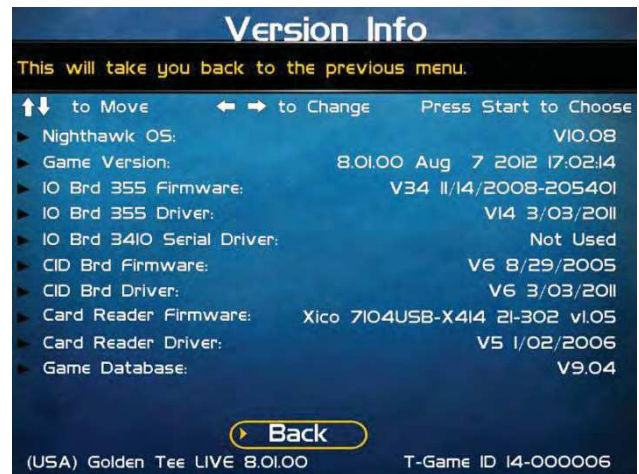 Version Info
This will take you back to the previous menu.
to Move to Change Press Start to Choose
Nighthawk OS: V10.08
Game Version: 8.01.00 Aug 7 2012 17:02:14
IO Brd 355 Firmware: V34 11/14/2008-205401
IO Brd 355 Driver: V14 3/03/2011
IO Brd 3410 Serial Driver: Not Used
CID Brd Firmware: V6 8/29/2005
CID Brd Driver: V6 3/03/2011
Card Reader Firmware: Xico 7104USB-X414 21-302 v1.05
Card Reader Driver: V5 1/02/2006
Game Database: V9.04
Back
(USA) Golden Tee LIVE 8.01.00 T-Game ID 14-000006